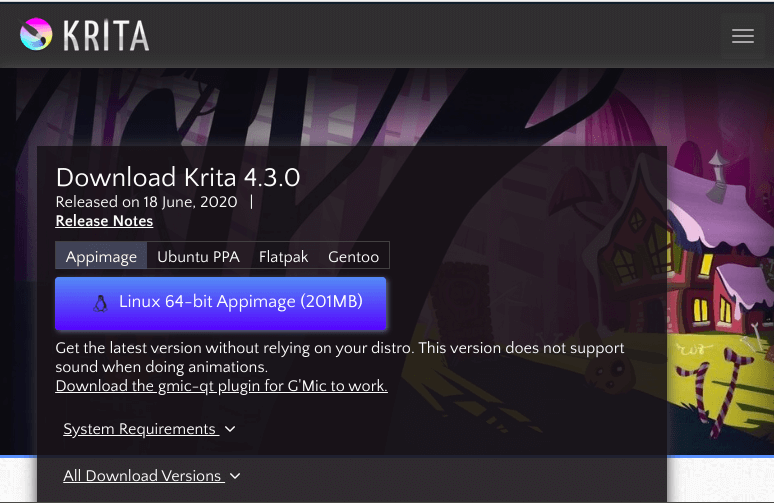 KRITA
Download Krita 4.3.0
Released on 18 June, 2020 |
Release Notes
Appimage Ubuntu PPA Flatpak Gentoo
Linux 64-bit Appimage (201MB)
Get the latest version without relying on your distro. This version does not support
sound when doing animations.
Download the gmic-qt plugin for G'Mic to work.
System Requirements
All Download Versions